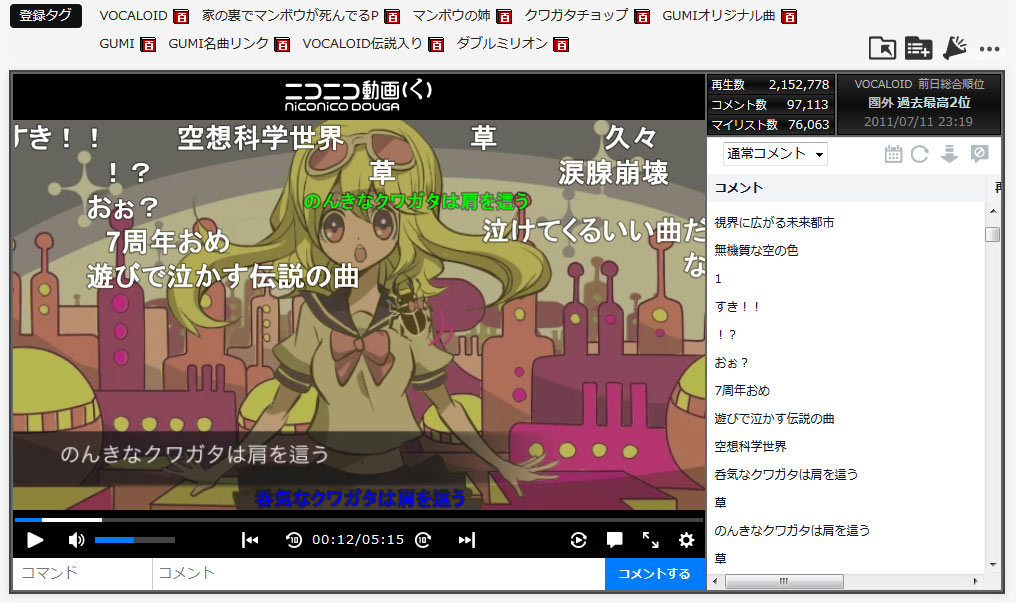 登録タグ VOCALOID 百 家の裏でマンボウが死んでるP 百 マンボウの姉 百 クワガタチョップ 百 GUMIオリジナル曲 百
GUMI 百 GUMI名曲リンク 百 VOCALOID伝説入り 百 ダブルミリオン 百
ニコニコ動画(く)
NICONICO DOUGA
すき！！ 空想科学世界 草 久々
！？ 草 涙腺崩壊
おぉ？ のんきなクワガタは肩を這う
7周年おめ 泣けてくるいい曲だ
遊びで泣かす伝説の曲 な
のんきなクワガタは肩を這う
呑気なクワガタは肩を這う
10 00:12/05:15 10
コマンド コメント コメントする
再生数 2,152,778
コメント数 97,113
マイリスト数 76,063
VOCALOID 前日総合順位
圏外 過去最高2位
2011/07/11 23:19
通常コメント
コメント 再
視界に広がる未来都市
無機質な空の色
1
すき！！
！？
おぉ？
7周年おめ
遊びで泣かす伝説の曲
空想科学世界
呑気なクワガタは肩を這う
草
のんきなクワガタは肩を這う
草